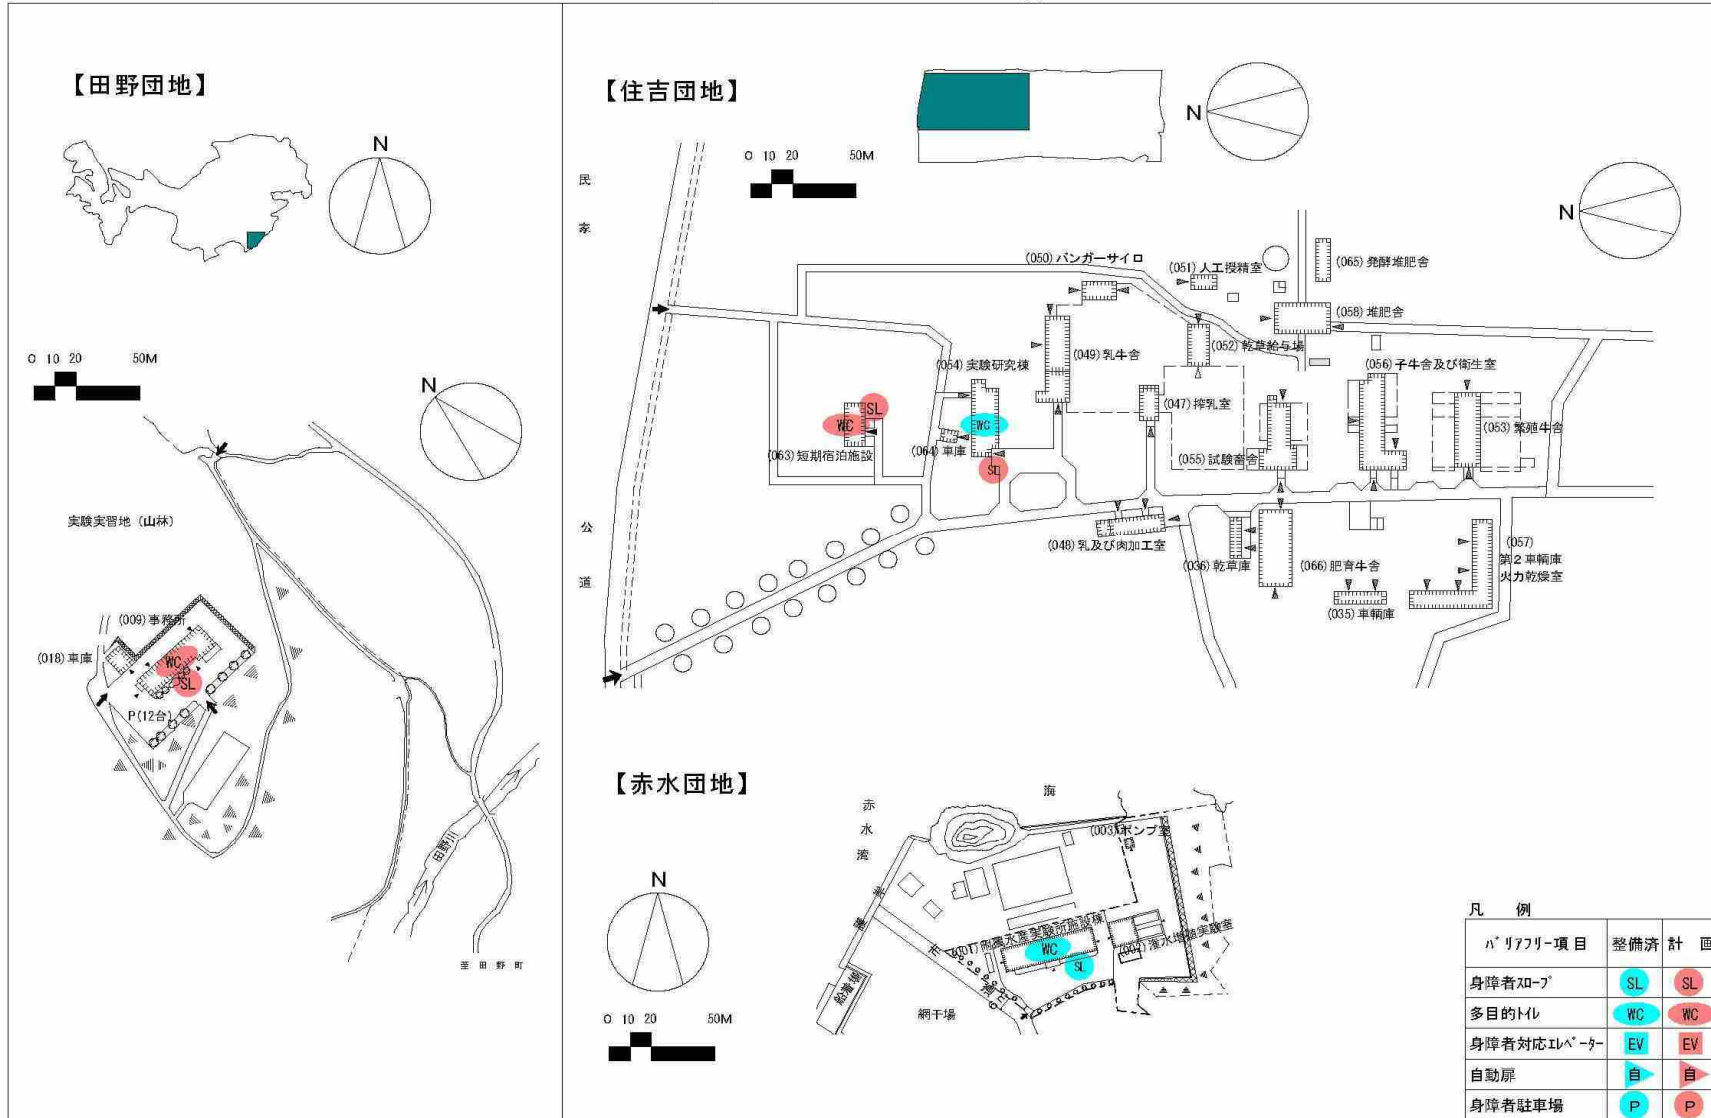 【田野団地】
N
0 10 20 50M
N
実験実習地(山林)
(009)事務所
(018)車庫
WC
SL
P(12台)
【住吉団地】
N
0 10 20 50M
N
民家
公道
(050)バンガーサイロ
(051)人工授精室
(065)発酵堆肥舎
(058)堆肥舎
(052)乾草給与場
(049)乳牛舎
(054)実験研究棟
(056)子牛舎及び衛生室
(047)搾乳室
(053)繁殖牛舎
SL
WC
WC
(063)短期宿泊施設
(064)車庫
(055)試験畜舎
SL
(048)乳及び肉加工室
(036)乾草庫
(066)肥育牛舎
(057)
第2車輌庫
火力乾燥室
(035)車輌庫
【赤水団地】
N
0 10 20 50M
赤水湾
海
(003)ポンプ室
WC
SL
市道
網干場
凡 例
バリアフリー項目 整備済 計 画
身障者スロープ SL SL
多目的トイレ WC WC
身障者対応エレベーター EV EV
自動扉 自 自
身障者駐車場 P P